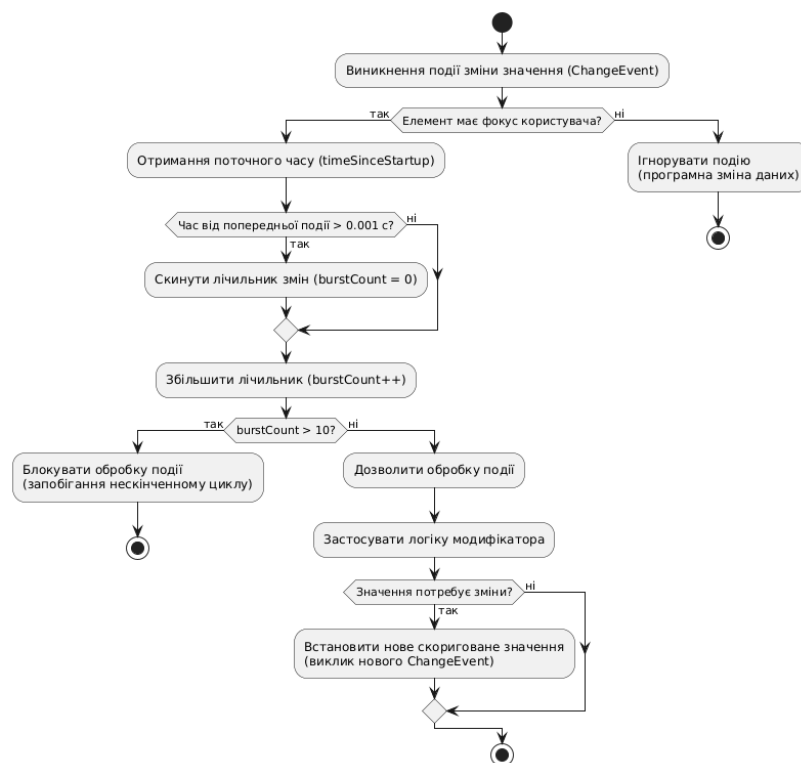 Виникнення події зміни значення (ChangeEvent)
так
Елемент має фокус користувача?
ні
Отримання поточного часу (timeSinceStartup)
Ігнорувати подію
(програмна зміна даних)
Час від попередньої події > 0.001 с?
ні
так
Скинути лічильник змін (burstCount = 0)
Збільшити лічильник (burstCount++)
так
burstCount > 10?
ні
Блокувати обробку події
(запобігання нескінченному циклу)
Дозволити обробку події
Застосувати логіку модифікатора
Значення потребує зміни?
ні
так
Встановити нове скориговане значення
(виклик нового ChangeEvent)